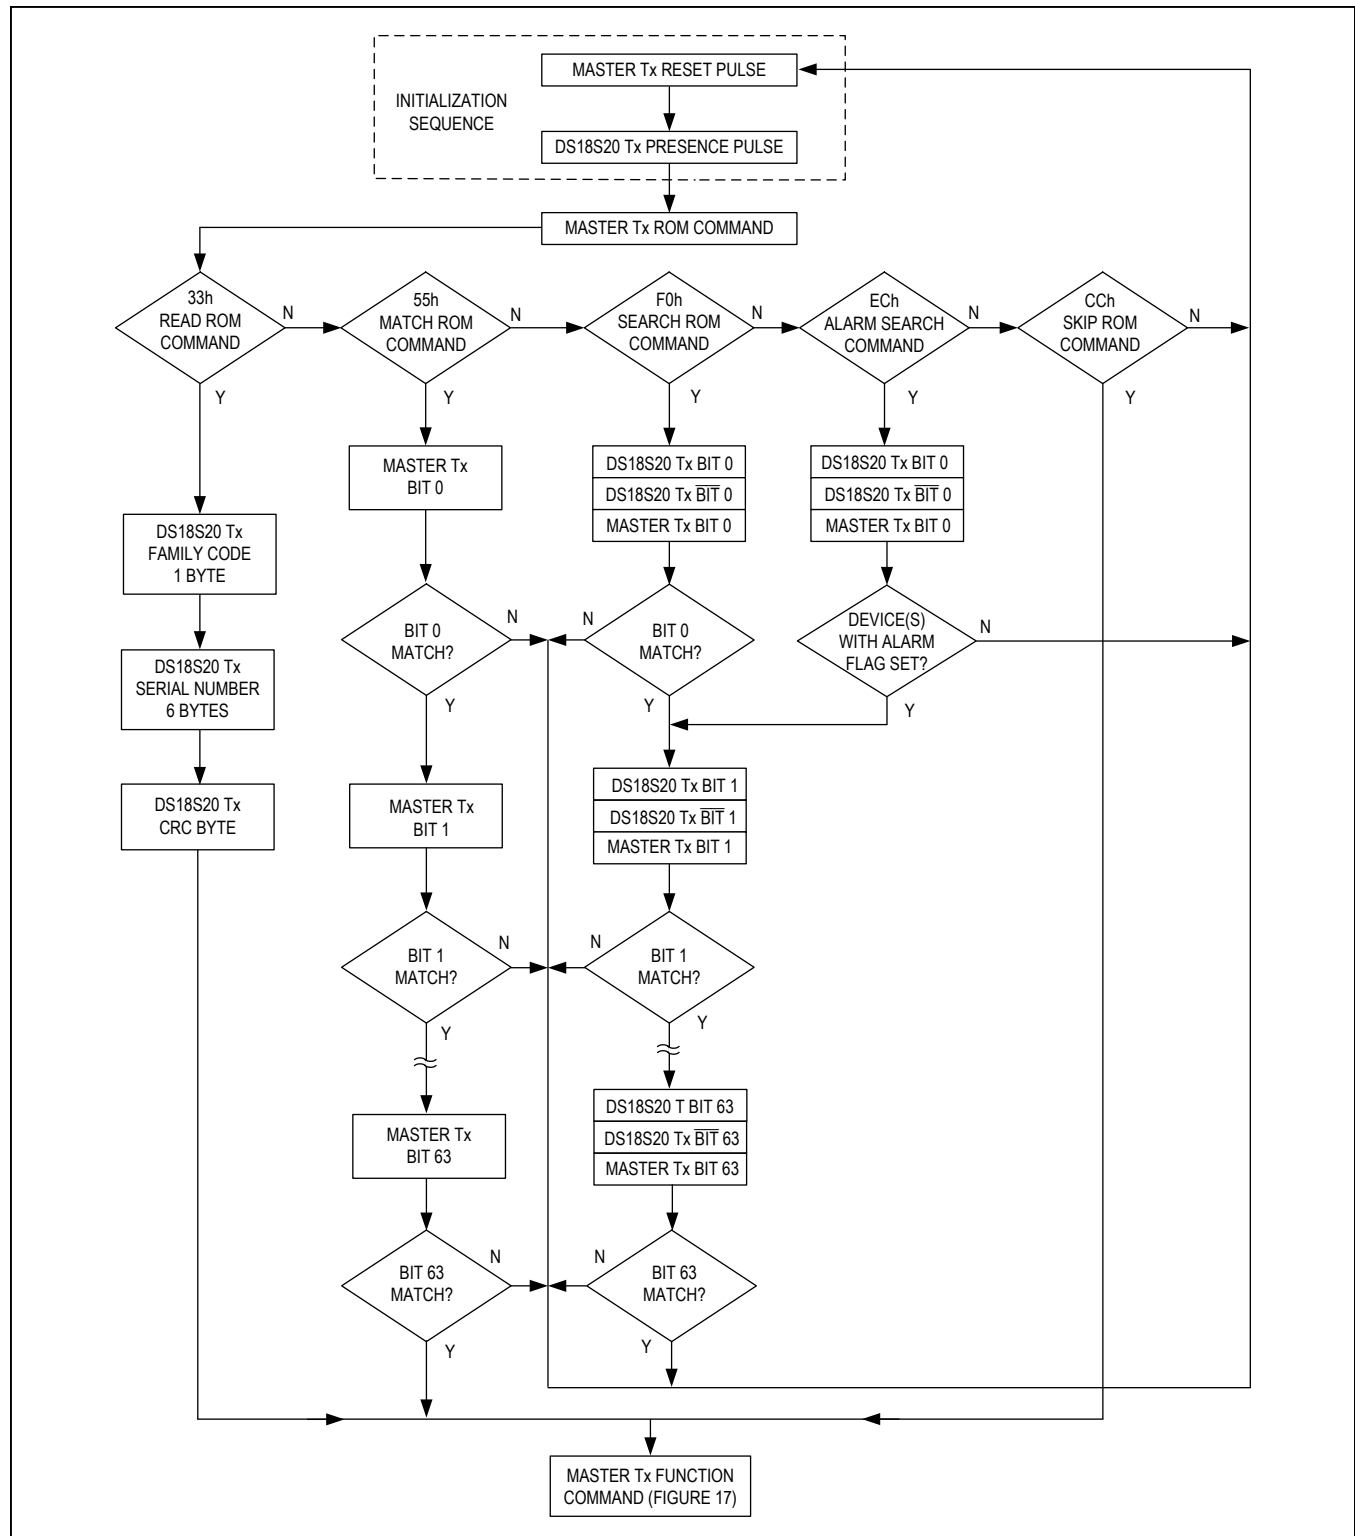 MASTER Tx RESET PULSE
INITIALIZATION
SEQUENCE
DS18S20 Tx PRESENCE PULSE
MASTER Tx ROM COMMAND
33h
READ ROM
COMMAND
N
Y
55h
MATCH ROM
COMMAND
N
Y
F0h
SEARCH ROM
COMMAND
N
Y
ECh
ALARM SEARCH
COMMAND
N
Y
CCh
SKIP ROM
COMMAND
N
Y
DS18S20 Tx
FAMILY CODE
1 BYTE
DS18S20 Tx
SERIAL NUMBER
6 BYTES
DS18S20 Tx
CRC BYTE
MASTER Tx
BIT 0
BIT 0
MATCH?
N
Y
MASTER Tx
BIT 1
BIT 1
MATCH?
N
Y
MASTER Tx
BIT 63
BIT 63
MATCH?
N
Y
DS18S20 Tx BIT 0
DS18S20 Tx B̅I̅T̅ 0
MASTER Tx BIT 0
BIT 0
MATCH?
N
Y
DS18S20 Tx BIT 1
DS18S20 Tx B̅I̅T̅ 1
MASTER Tx BIT 1
BIT 1
MATCH?
N
Y
DS18S20 T BIT 63
DS18S20 Tx B̅I̅T̅ 63
MASTER Tx BIT 63
BIT 63
MATCH?
N
Y
DS18S20 Tx BIT 0
DS18S20 Tx B̅I̅T̅ 0
MASTER Tx BIT 0
DEVICE(S)
WITH ALARM
FLAG SET?
N
Y
MASTER Tx FUNCTION
COMMAND (FIGURE 17)